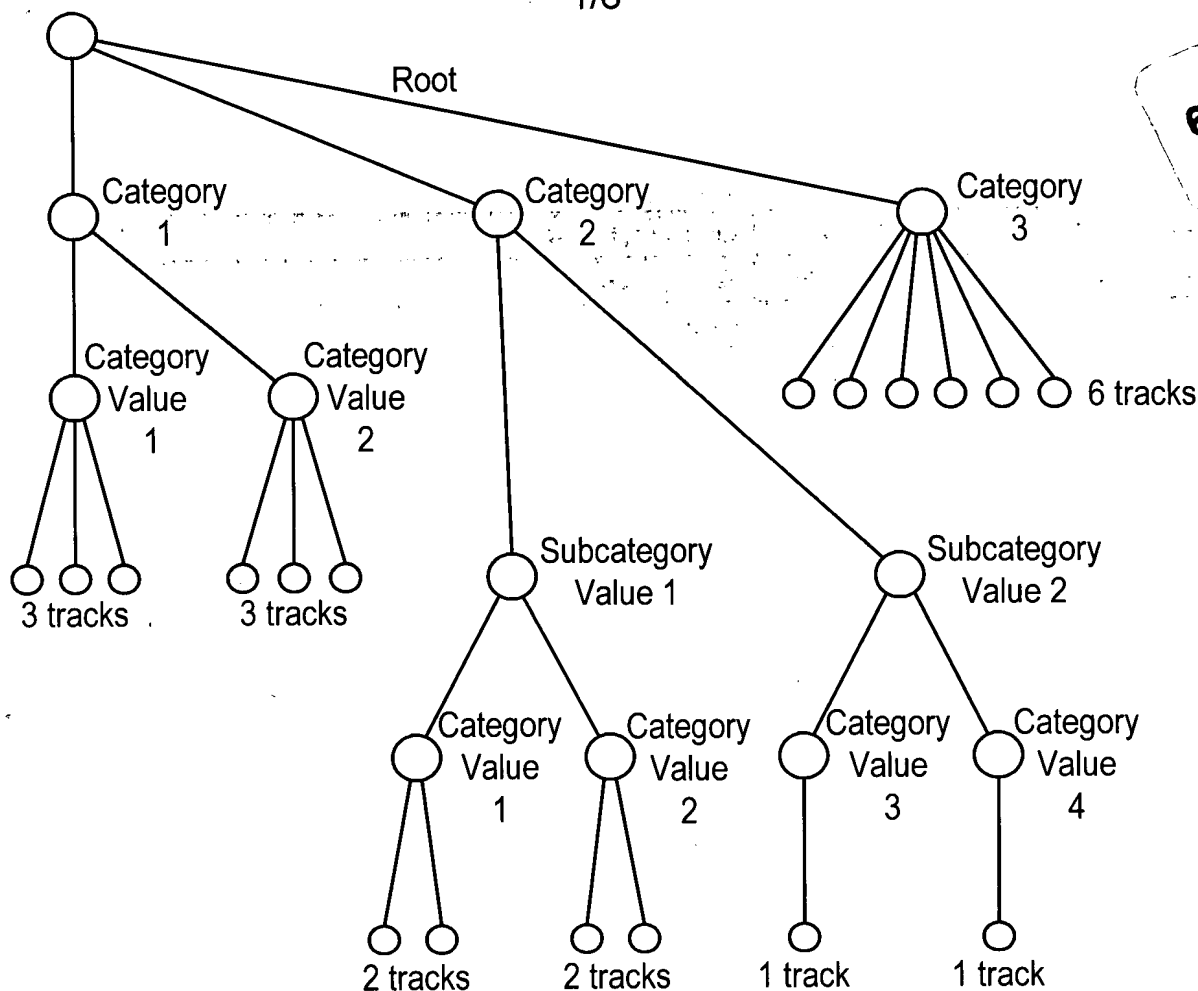 Root
Category
1
Category
2
Category
3
Category
Value
1
Category
Value
2
6 tracks
3 tracks
3 tracks
Subcategory
Value 1
Subcategory
Value 2
Category
Value
1
Category
Value
2
Category
Value
3
Category
Value
4
2 tracks
2 tracks
1 track
1 track